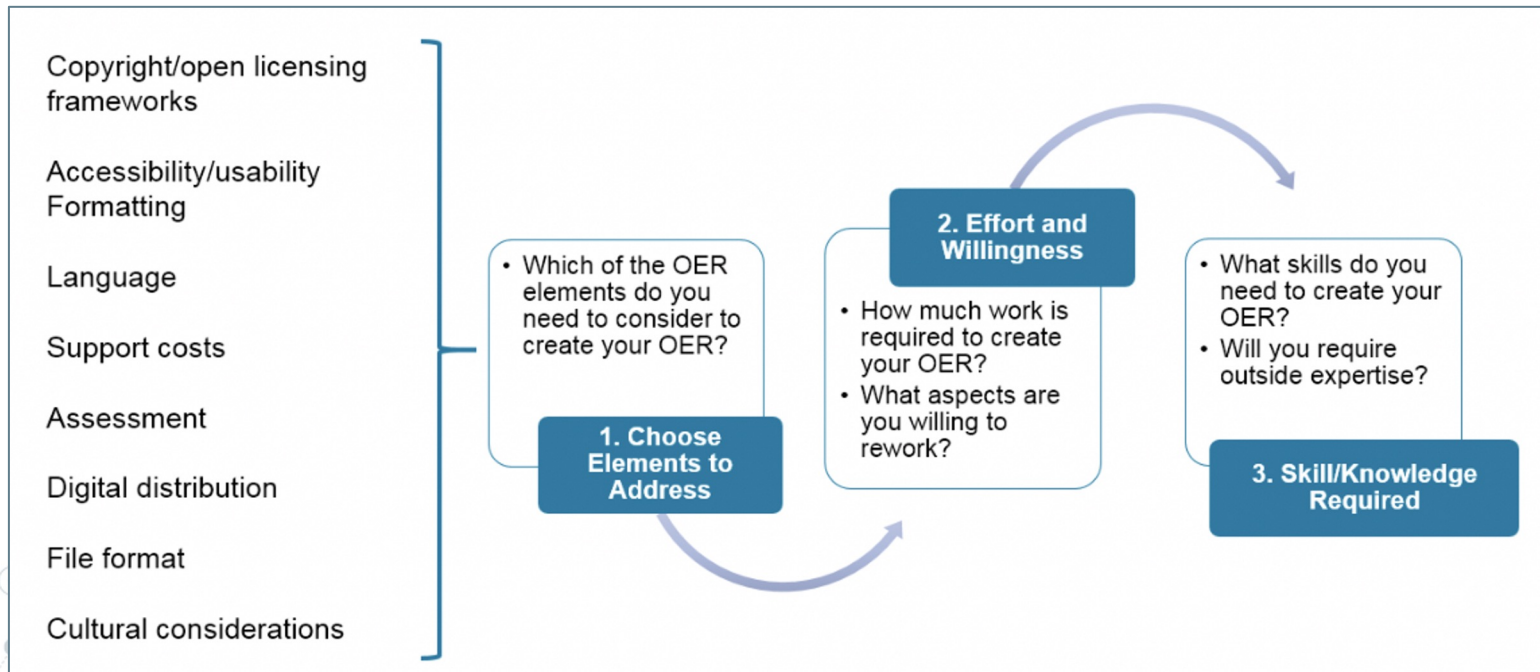 Copyright/open licensing
frameworks
Accessibility/usability
Formatting
Language
Support costs
Assessment
Digital distribution
File format
Cultural considerations
• Which of the OER
elements do you
need to consider to
create your OER?
1. Choose
Elements to
Address
2. Effort and
Willingness
• How much work is
required to create
your OER?
• What aspects are
you willing to
rework?
• What skills do you
need to create your
OER?
• Will you require
outside expertise?
3. Skill/Knowledge
Required